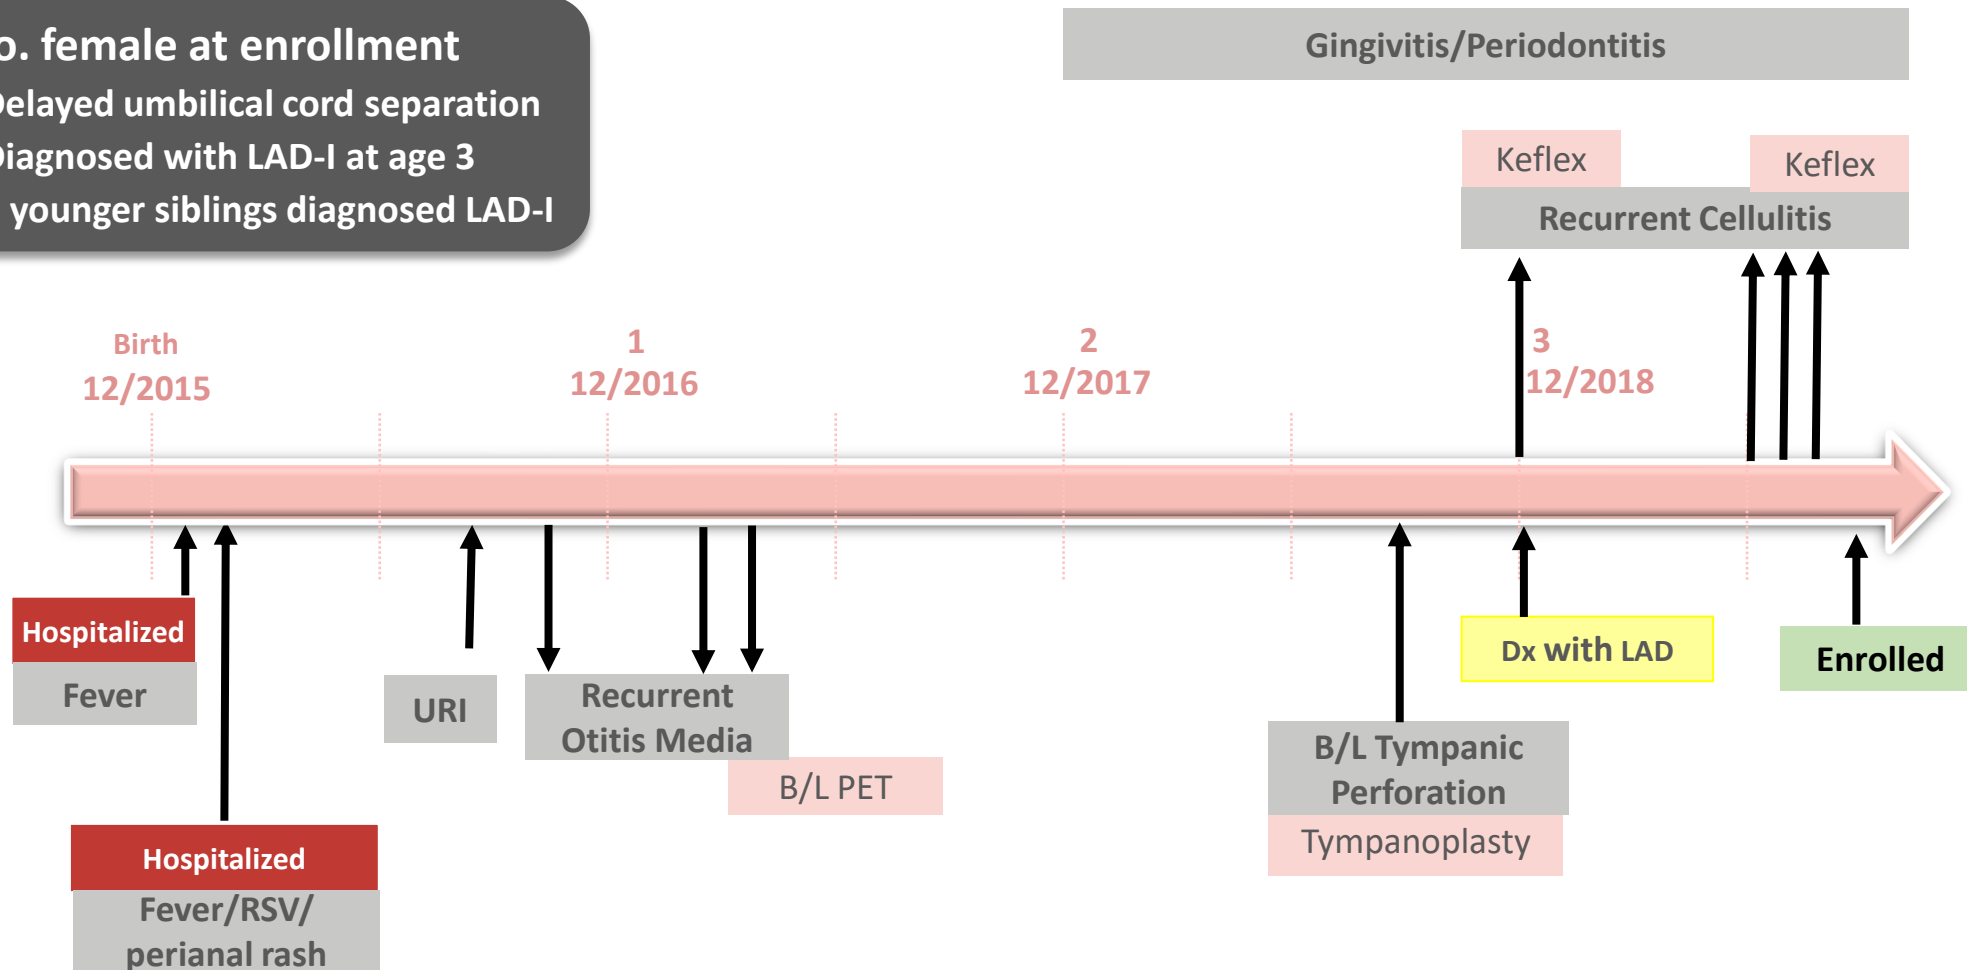 o. female at enrollment
Delayed umbilical cord separation
Diagnosed with LAD-I at age 3
younger siblings diagnosed LAD-I
Gingivitis/Periodontitis
Keflex
Keflex
Recurrent Cellulitis
Birth
12/2015
1
12/2016
2
12/2017
3
12/2018
Hospitalized
Fever
URI
Recurrent
Otitis Media
B/L PET
Dx with LAD
Enrolled
B/L Tympanic
Perforation
Tympanoplasty
Hospitalized
Fever/RSV/
perianal rash